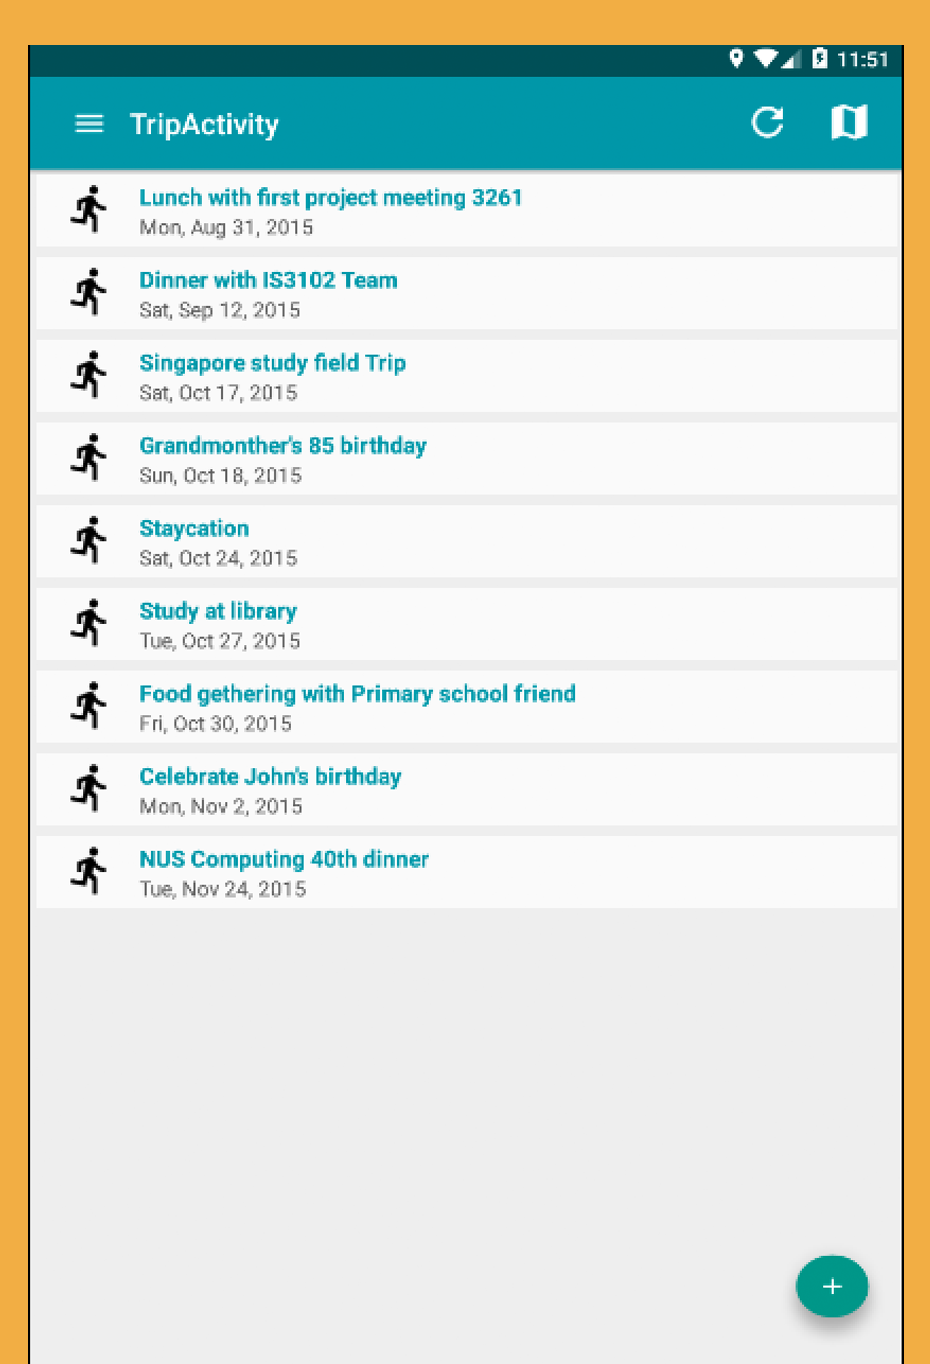 11:51
TripActivity
Lunch with first project meeting 3261
Mon, Aug 31, 2015
Dinner with IS3102 Team
Sat, Sep 12, 2015
Singapore study field Trip
Sat, Oct 17, 2015
Grandmonther's 85 birthday
Sun, Oct 18, 2015
Staycation
Sat, Oct 24, 2015
Study at library
Tue, Oct 27, 2015
Food gethering with Primary school friend
Fri, Oct 30, 2015
Celebrate John's birthday
Mon, Nov 2, 2015
NUS Computing 40th dinner
Tue, Nov 24, 2015